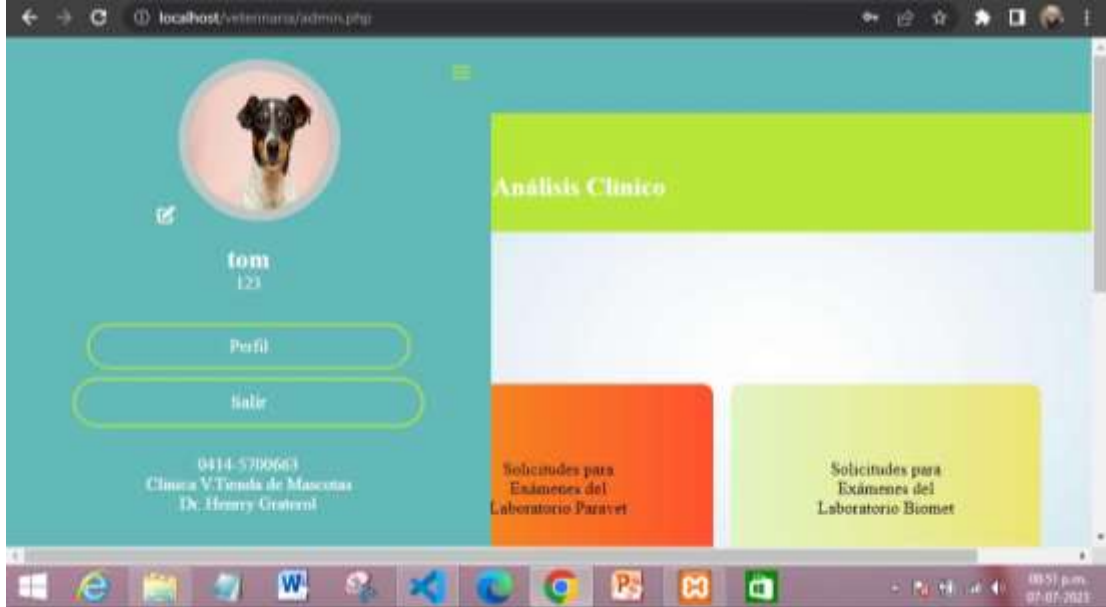 localhost/veterinaria/admin.php
Análisis Clinico
tom
123
Perfil
Salir
0414-5700663
Clinica V.Tienda de Mascotas
Dr. Henrry Graterol
Solicitudes para
Exámenes del
Laboratorio Paravet
Solicitudes para
Exámenes del
Laboratorio Biomet
08:51 p.m.
07-07-2023